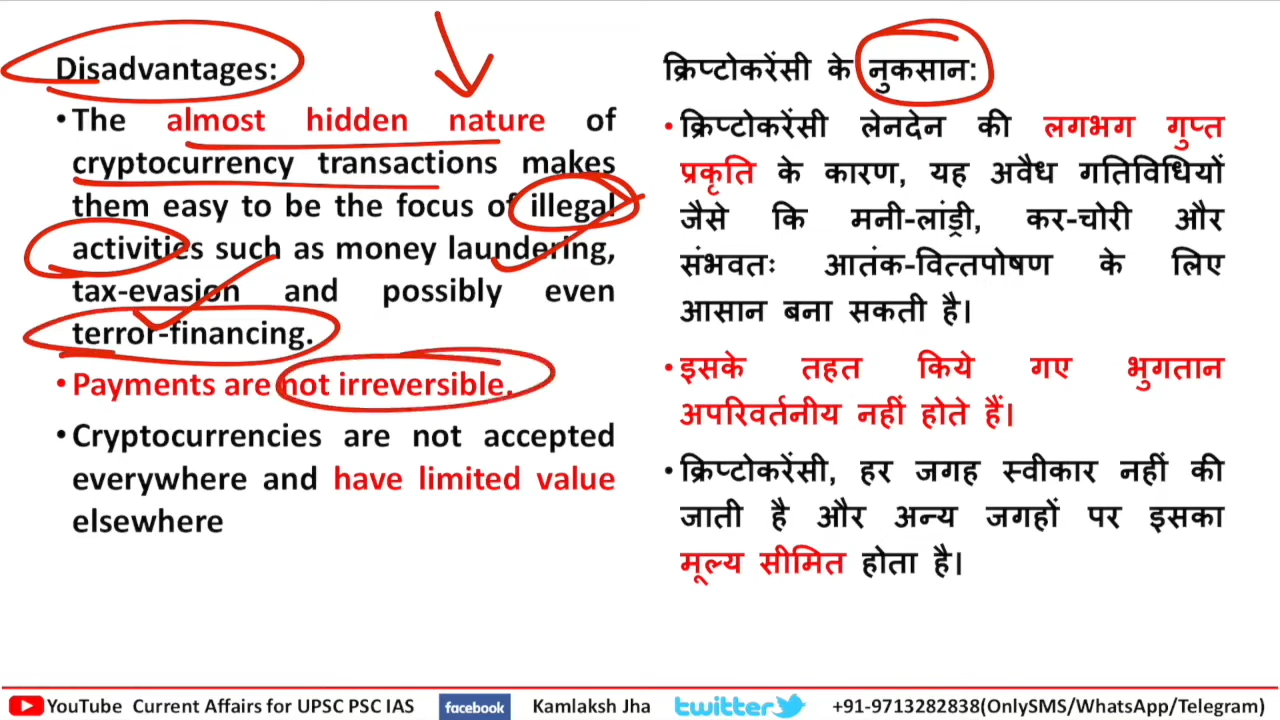 Disadvantages:
•The almost hidden nature of
cryptocurrency transactions makes
them easy to be the focus of illegal
activities such as money laundering,
tax-evasion and possibly even
terror-financing.
•Payments are not irreversible.
•Cryptocurrencies are not accepted
everywhere and have limited value
elsewhere
क्रिप्टोकरेंसी के नुकसान:
•क्रिप्टोकरेंसी लेनदेन की लगभग गुप्त
प्रकृति के कारण, यह अवैध गतिविधियों
जैसे कि मनी-लांड्री, कर-चोरी और
संभवतः आतंक-वित्तपोषण के लिए
आसान बना सकती है।
•इसके तहत किये गए भुगतान
अपरिवर्तनीय नहीं होते हैं।
•क्रिप्टोकरेंसी, हर जगह स्वीकार नहीं की
जाती है और अन्य जगहों पर इसका
मूल्य सीमित होता है।
YouTube Current Affairs for UPSC PSC IAS facebook Kamlaksh Jha twitter +91-9713282838(OnlySMS/WhatsApp/Telegram)